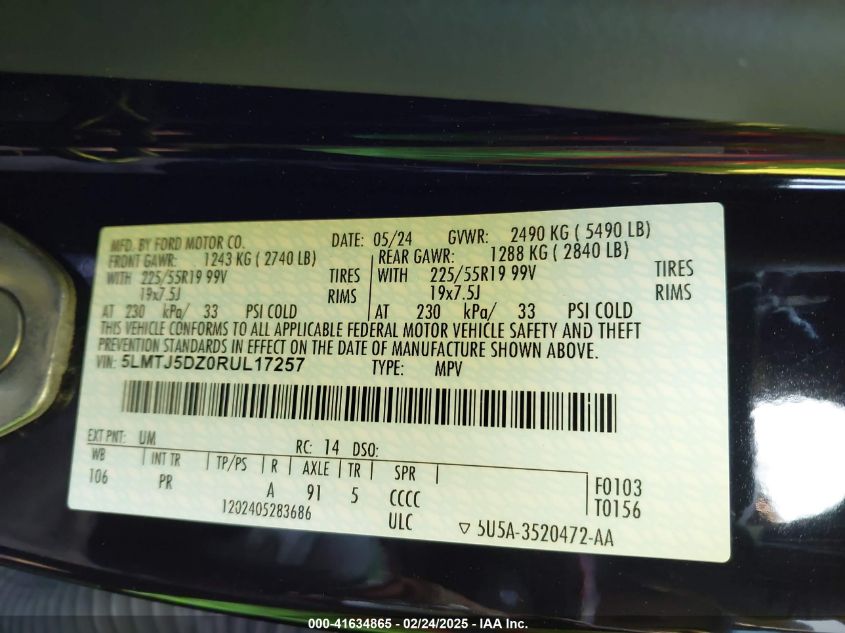 MFD. BY FORD MOTOR CO. DATE: 05/24 GVWR: 2490 KG ( 5490 LB)
FRONT GAWR: 1243 KG ( 2740 LB) REAR GAWR: 1288 KG ( 2840 LB)
WITH 225/55R19 99V TIRES WITH 225/55R19 99V TIRES
19x7.5J RIMS 19x7.5J RIMS
AT 230 kPa/ 33 PSI COLD AT 230 kPa/ 33 PSI COLD
THIS VEHICLE CONFORMS TO ALL APPLICABLE FEDERAL MOTOR VEHICLE SAFETY AND THEFT
PREVENTION STANDARDS IN EFFECT ON THE DATE OF MANUFACTURE SHOWN ABOVE.
VIN: 5LMTJ5DZ0RUL17257 TYPE: MPV
EXT PNT: UM RC: 14 DSO:
WB INT TR TP/PS R AXLE TR SPR F0103
106 PR A 91 5 CCCC T0156
1202405283686 ULC ▽ 5U5A-3520472-AA
000-41634865 - 02/24/2025 - IAA Inc.